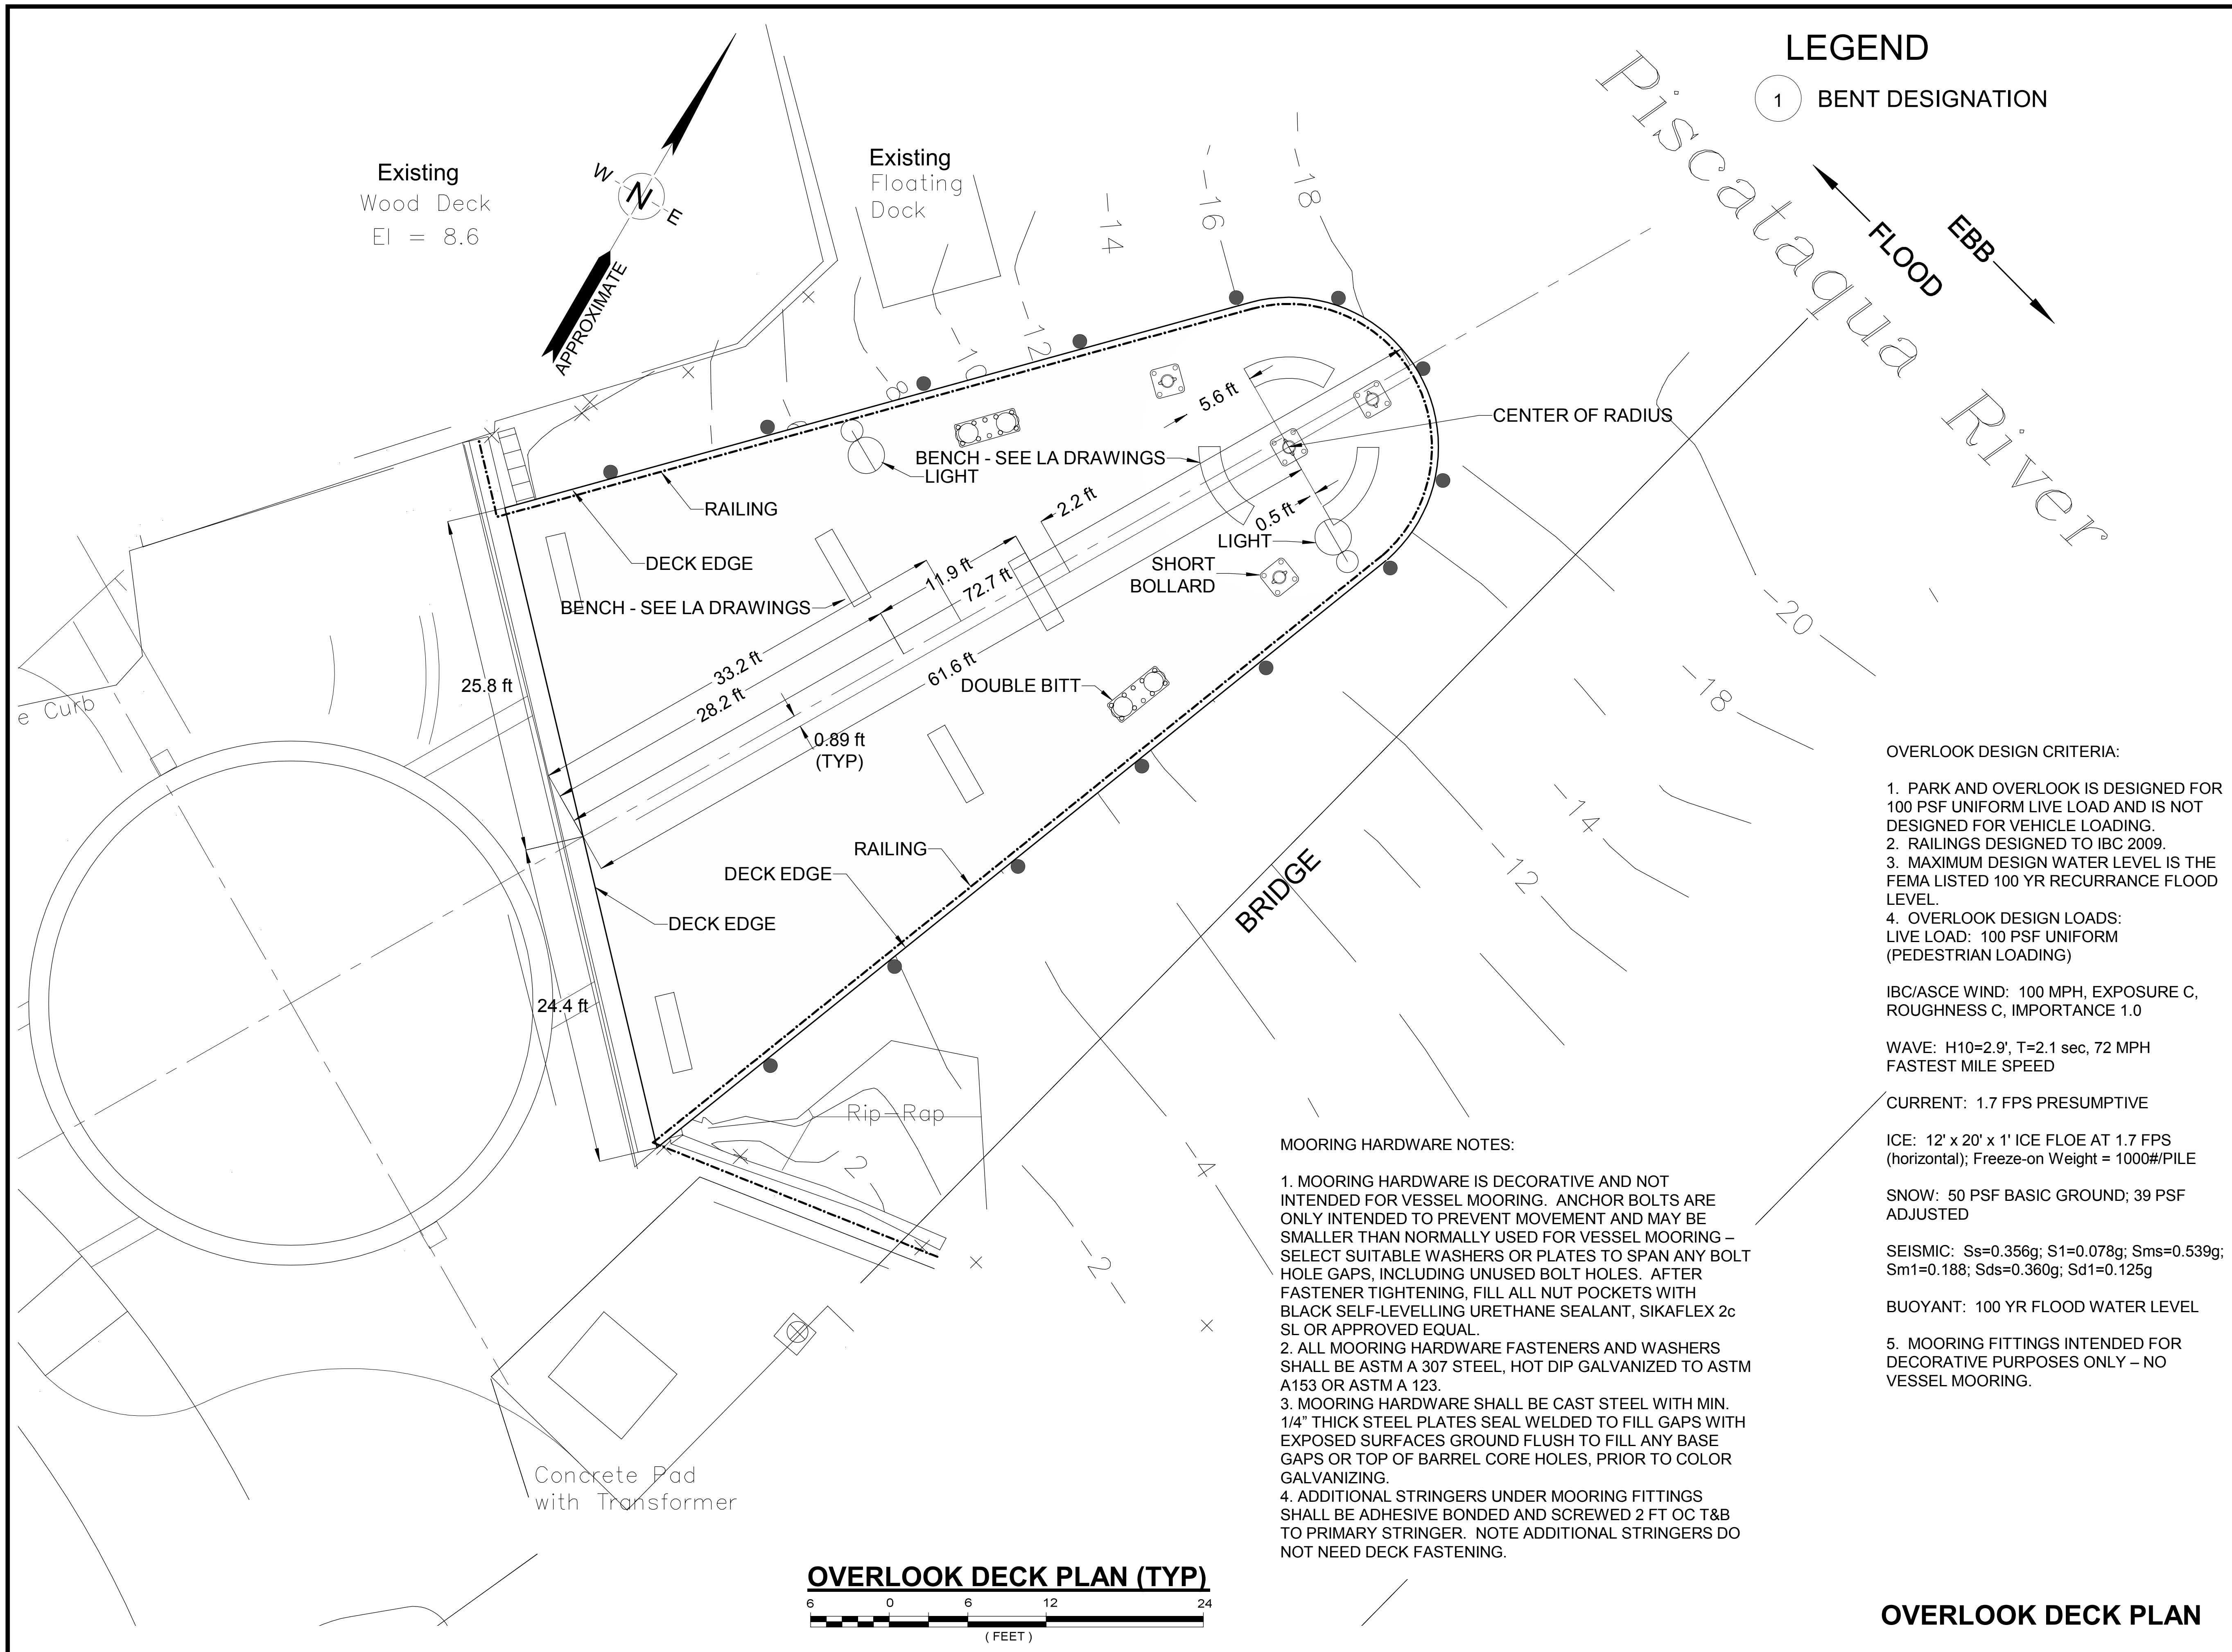 LEGEND
1 BENT DESIGNATION
Piscataqua River
FLOOD
EBB
Existing
Wood Deck
El = 8.6
W
N
E
APPROXIMATE
Existing
Floating
Dock
-14
-16
-18
-12
-10
8
6
5.6 ft
CENTER OF RADIUS
BENCH - SEE LA DRAWINGS
LIGHT
RAILING
2.2 ft
0.5 ft
LIGHT
SHORT
BOLLARD
DECK EDGE
11.9 ft
72.7 ft
BENCH - SEE LA DRAWINGS
33.2 ft
28.2 ft
61.6 ft
25.8 ft
DOUBLE BITT
e Curb
0.89 ft
(TYP)
RAILING
DECK EDGE
DECK EDGE
24.4 ft
BRIDGE
-20
-18
-14
-12
-4
-2
2
Rip-Rap
Concrete Pad
with Transformer
OVERLOOK DESIGN CRITERIA:
1. PARK AND OVERLOOK IS DESIGNED FOR
100 PSF UNIFORM LIVE LOAD AND IS NOT
DESIGNED FOR VEHICLE LOADING.
2. RAILINGS DESIGNED TO IBC 2009.
3. MAXIMUM DESIGN WATER LEVEL IS THE
FEMA LISTED 100 YR RECURRANCE FLOOD
LEVEL.
4. OVERLOOK DESIGN LOADS:
LIVE LOAD: 100 PSF UNIFORM
(PEDESTRIAN LOADING)
IBC/ASCE WIND: 100 MPH, EXPOSURE C,
ROUGHNESS C, IMPORTANCE 1.0
WAVE: H10=2.9', T=2.1 sec, 72 MPH
FASTEST MILE SPEED
CURRENT: 1.7 FPS PRESUMPTIVE
ICE: 12' x 20' x 1' ICE FLOE AT 1.7 FPS
(horizontal); Freeze-on Weight = 1000#/PILE
SNOW: 50 PSF BASIC GROUND; 39 PSF
ADJUSTED
SEISMIC: Ss=0.356g; S1=0.078g; Sms=0.539g;
Sm1=0.188; Sds=0.360g; Sd1=0.125g
BUOYANT: 100 YR FLOOD WATER LEVEL
5. MOORING FITTINGS INTENDED FOR
DECORATIVE PURPOSES ONLY – NO
VESSEL MOORING.
MOORING HARDWARE NOTES:
1. MOORING HARDWARE IS DECORATIVE AND NOT
INTENDED FOR VESSEL MOORING. ANCHOR BOLTS ARE
ONLY INTENDED TO PREVENT MOVEMENT AND MAY BE
SMALLER THAN NORMALLY USED FOR VESSEL MOORING –
SELECT SUITABLE WASHERS OR PLATES TO SPAN ANY BOLT
HOLE GAPS, INCLUDING UNUSED BOLT HOLES. AFTER
FASTENER TIGHTENING, FILL ALL NUT POCKETS WITH
BLACK SELF-LEVELLING URETHANE SEALANT, SIKAFLEX 2c
SL OR APPROVED EQUAL.
2. ALL MOORING HARDWARE FASTENERS AND WASHERS
SHALL BE ASTM A 307 STEEL, HOT DIP GALVANIZED TO ASTM
A153 OR ASTM A 123.
3. MOORING HARDWARE SHALL BE CAST STEEL WITH MIN.
1/4” THICK STEEL PLATES SEAL WELDED TO FILL GAPS WITH
EXPOSED SURFACES GROUND FLUSH TO FILL ANY BASE
GAPS OR TOP OF BARREL CORE HOLES, PRIOR TO COLOR
GALVANIZING.
4. ADDITIONAL STRINGERS UNDER MOORING FITTINGS
SHALL BE ADHESIVE BONDED AND SCREWED 2 FT OC T&B
TO PRIMARY STRINGER. NOTE ADDITIONAL STRINGERS DO
NOT NEED DECK FASTENING.
OVERLOOK DECK PLAN (TYP)
6 0 6 12 24
( FEET )
OVERLOOK DECK PLAN